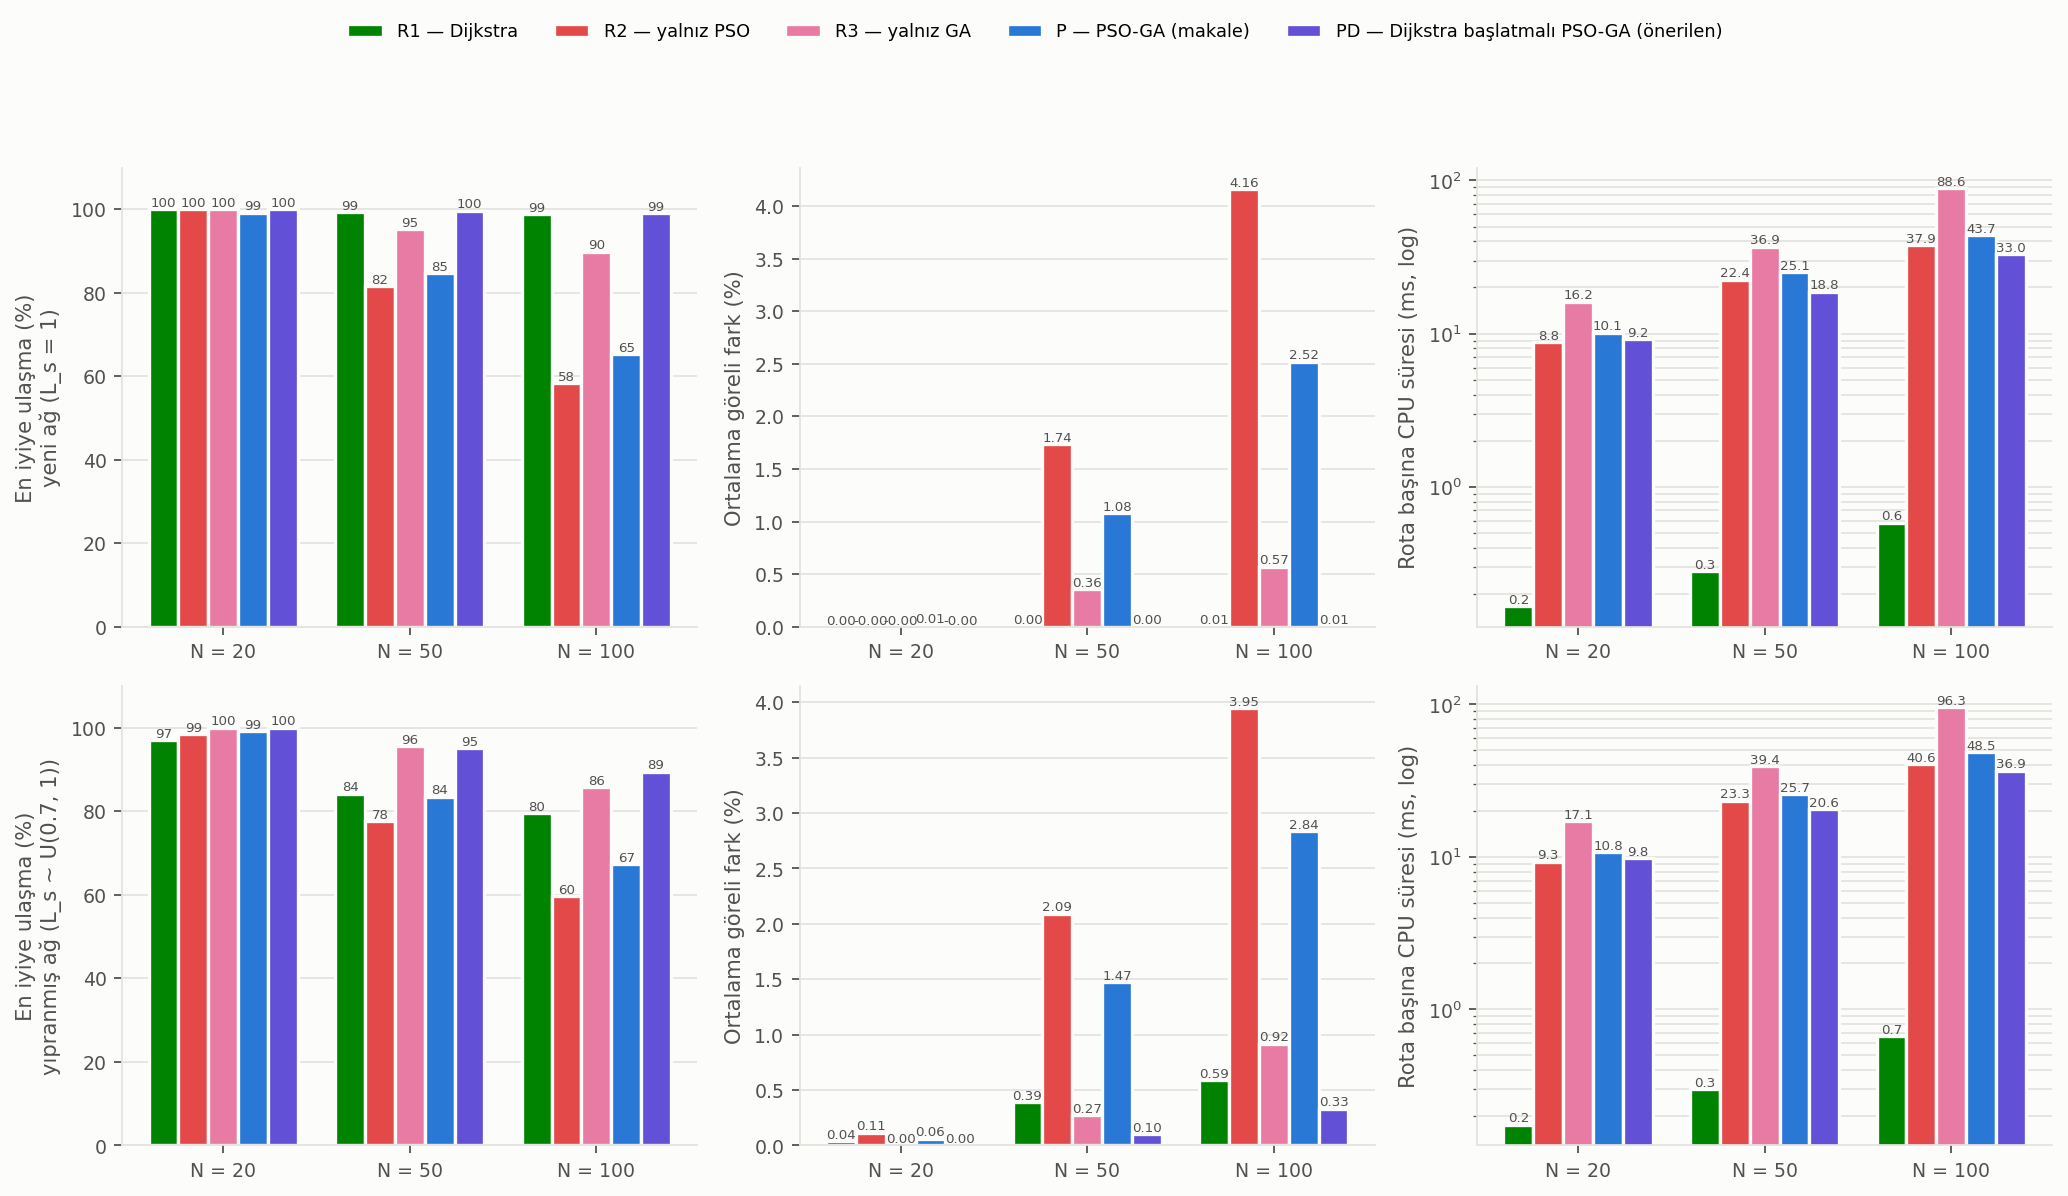 R1 — Dijkstra R2 — yalnız PSO R3 — yalnız GA P — PSO-GA (makale) PD — Dijkstra başlatmalı PSO-GA (önerilen)
En iyiye ulaşma (%)
yeni ağ (L_s = 1)
100
80
60
40
20
0
100 100 100 99 100
99 82 95 85 100
99 58 90 65 99
N = 20 N = 50 N = 100
Ortalama göreli fark (%)
4.0
3.5
3.0
2.5
2.0
1.5
1.0
0.5
0.0
0.00 -0.00 -0.00 0.01 -0.00
0.00 1.74 0.36 1.08 0.00
0.01 4.16 0.57 2.52 0.01
N = 20 N = 50 N = 100
Rota başına CPU süresi (ms, log)
10²
10¹
10⁰
0.2 8.8 16.2 10.1 9.2
0.3 22.4 36.9 25.1 18.8
0.6 37.9 88.6 43.7 33.0
N = 20 N = 50 N = 100
En iyiye ulaşma (%)
yıpranmış ağ (L_s ~ U(0.7, 1))
100
80
60
40
20
0
97 99 100 99 100
84 78 96 84 95
80 60 86 67 89
N = 20 N = 50 N = 100
Ortalama göreli fark (%)
4.0
3.5
3.0
2.5
2.0
1.5
1.0
0.5
0.0
0.04 0.11 0.00 0.06 0.00
0.39 2.09 0.27 1.47 0.10
0.59 3.95 0.92 2.84 0.33
N = 20 N = 50 N = 100
Rota başına CPU süresi (ms, log)
10²
10¹
10⁰
0.2 9.3 17.1 10.8 9.8
0.3 23.3 39.4 25.7 20.6
0.7 40.6 96.3 48.5 36.9
N = 20 N = 50 N = 100